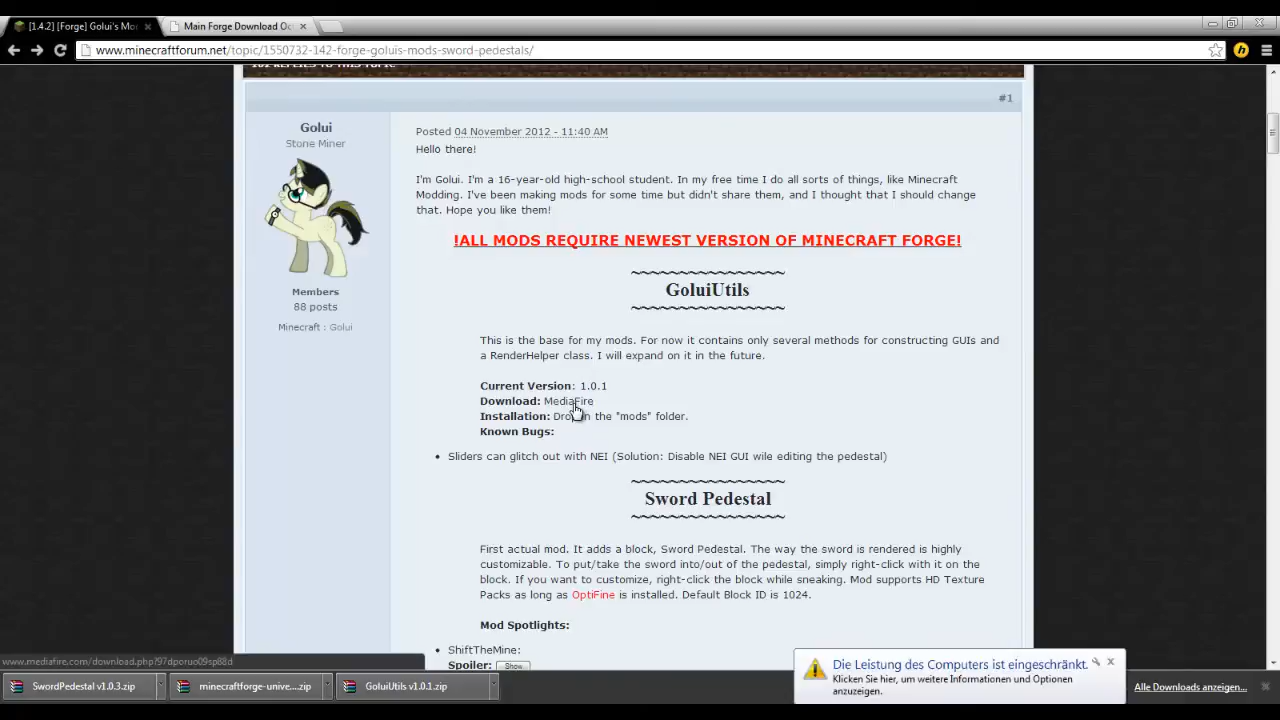 [1.4.2] [Forge] Golui's Mo
Main Forge Download Oc
www.minecraftforum.net/topic/1550732-142-forge-goluis-mods-sword-pedestals/
#1
Golui
Stone Miner
Members
88 posts
Minecraft : Golui
Posted 04 November 2012 - 11:40 AM
Hello there!
I'm Golui. I'm a 16-year-old high-school student. In my free time I do all sorts of things, like Minecraft
Modding. I've been making mods for some time but didn't share them, and I thought that I should change
that. Hope you like them!
!ALL MODS REQUIRE NEWEST VERSION OF MINECRAFT FORGE!
~~~~~~~~~~~~~~~~
GoluiUtils
~~~~~~~~~~~~~~~~
This is the base for my mods. For now it contains only several methods for constructing GUIs and
a RenderHelper class. I will expand on it in the future.
Current Version: 1.0.1
Download: MediaFire
Installation: Drop in the "mods" folder.
Known Bugs:
• Sliders can glitch out with NEI (Solution: Disable NEI GUI wile editing the pedestal)
~~~~~~~~~~~~~~~~
Sword Pedestal
~~~~~~~~~~~~~~~~
First actual mod. It adds a block, Sword Pedestal. The way the sword is rendered is highly
customizable. To put/take the sword into/out of the pedestal, simply right-click with it on the
block. If you want to customize, right-click the block while sneaking. Mod supports HD Texture
Packs as long as OptiFine is installed. Default Block ID is 1024.
Mod Spotlights:
• ShiftTheMine:
Spoiler: Show
www.mediafire.com/download.php?97dporuo09sp88d
Die Leistung des Computers ist eingeschränkt.
Klicken Sie hier, um weitere Informationen und Optionen
anzuzeigen.
SwordPedestal v1.0.3.zip
minecraftforge-unive....zip
GoluiUtils v1.0.1.zip
Alle Downloads anzeigen...